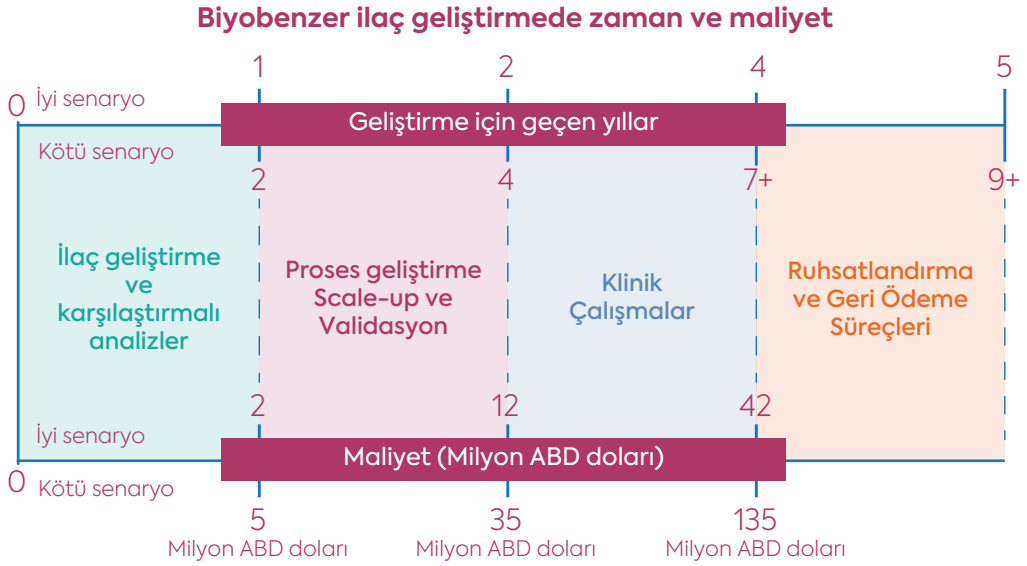 Biyobenzer ilaç geliştirmede zaman ve maliyet
1 2 4 5
0 İyi senaryo
Geliştirme için geçen yıllar
Kötü senaryo
2 4 7+ 9+
İlaç geliştirme
ve
karşılaştırmalı
analizler
Proses geliştirme
Scale-up ve
Validasyon
Klinik
Çalışmalar
Ruhsatlandırma
ve Geri Ödeme
Süreçleri
2 12 42
İyi senaryo
Maliyet (Milyon ABD doları)
0 Kötü senaryo
5 35 135
Milyon ABD doları Milyon ABD doları Milyon ABD doları